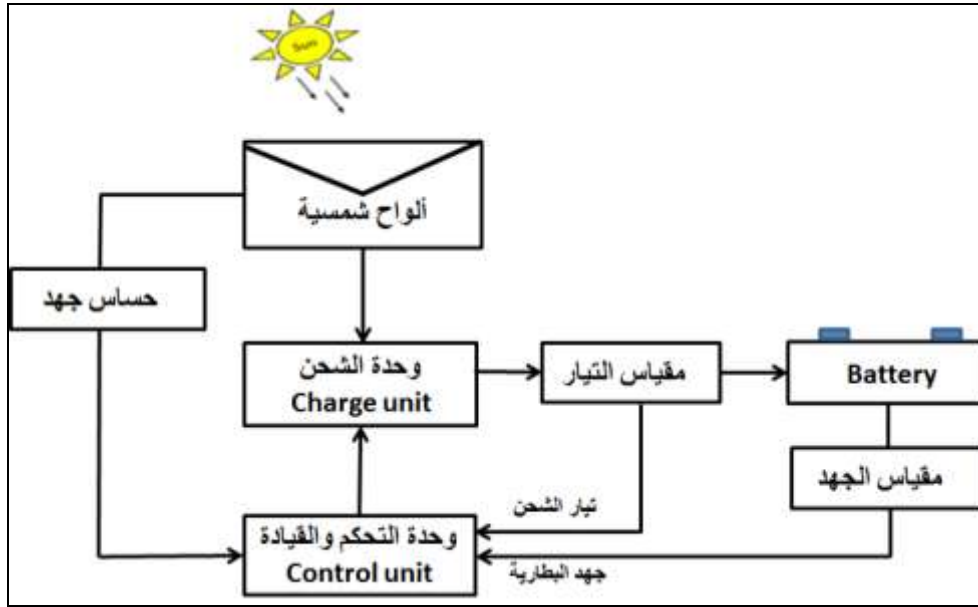 Sun
ألواح شمسية
حساس جهد
وحدة الشحن
Charge unit
مقياس التيار
Battery
مقياس الجهد
تيار الشحن
وحدة التحكم والقيادة
Control unit
جهد البطارية